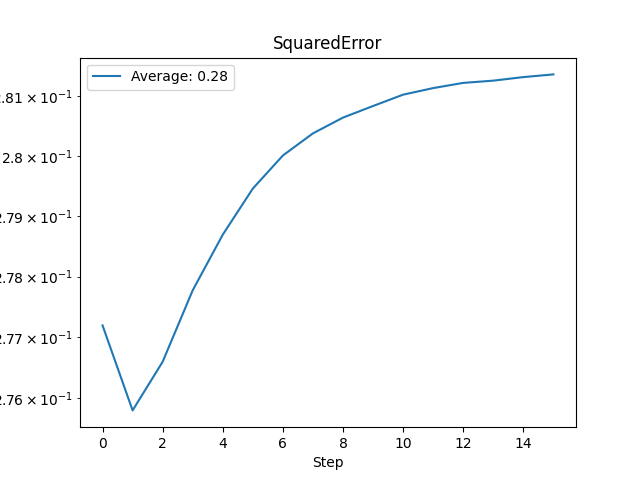 SquaredError
Average: 0.28
2.81 × 10⁻¹
2.8 × 10⁻¹
2.79 × 10⁻¹
2.78 × 10⁻¹
2.77 × 10⁻¹
2.76 × 10⁻¹
0 2 4 6 8 10 12 14
Step